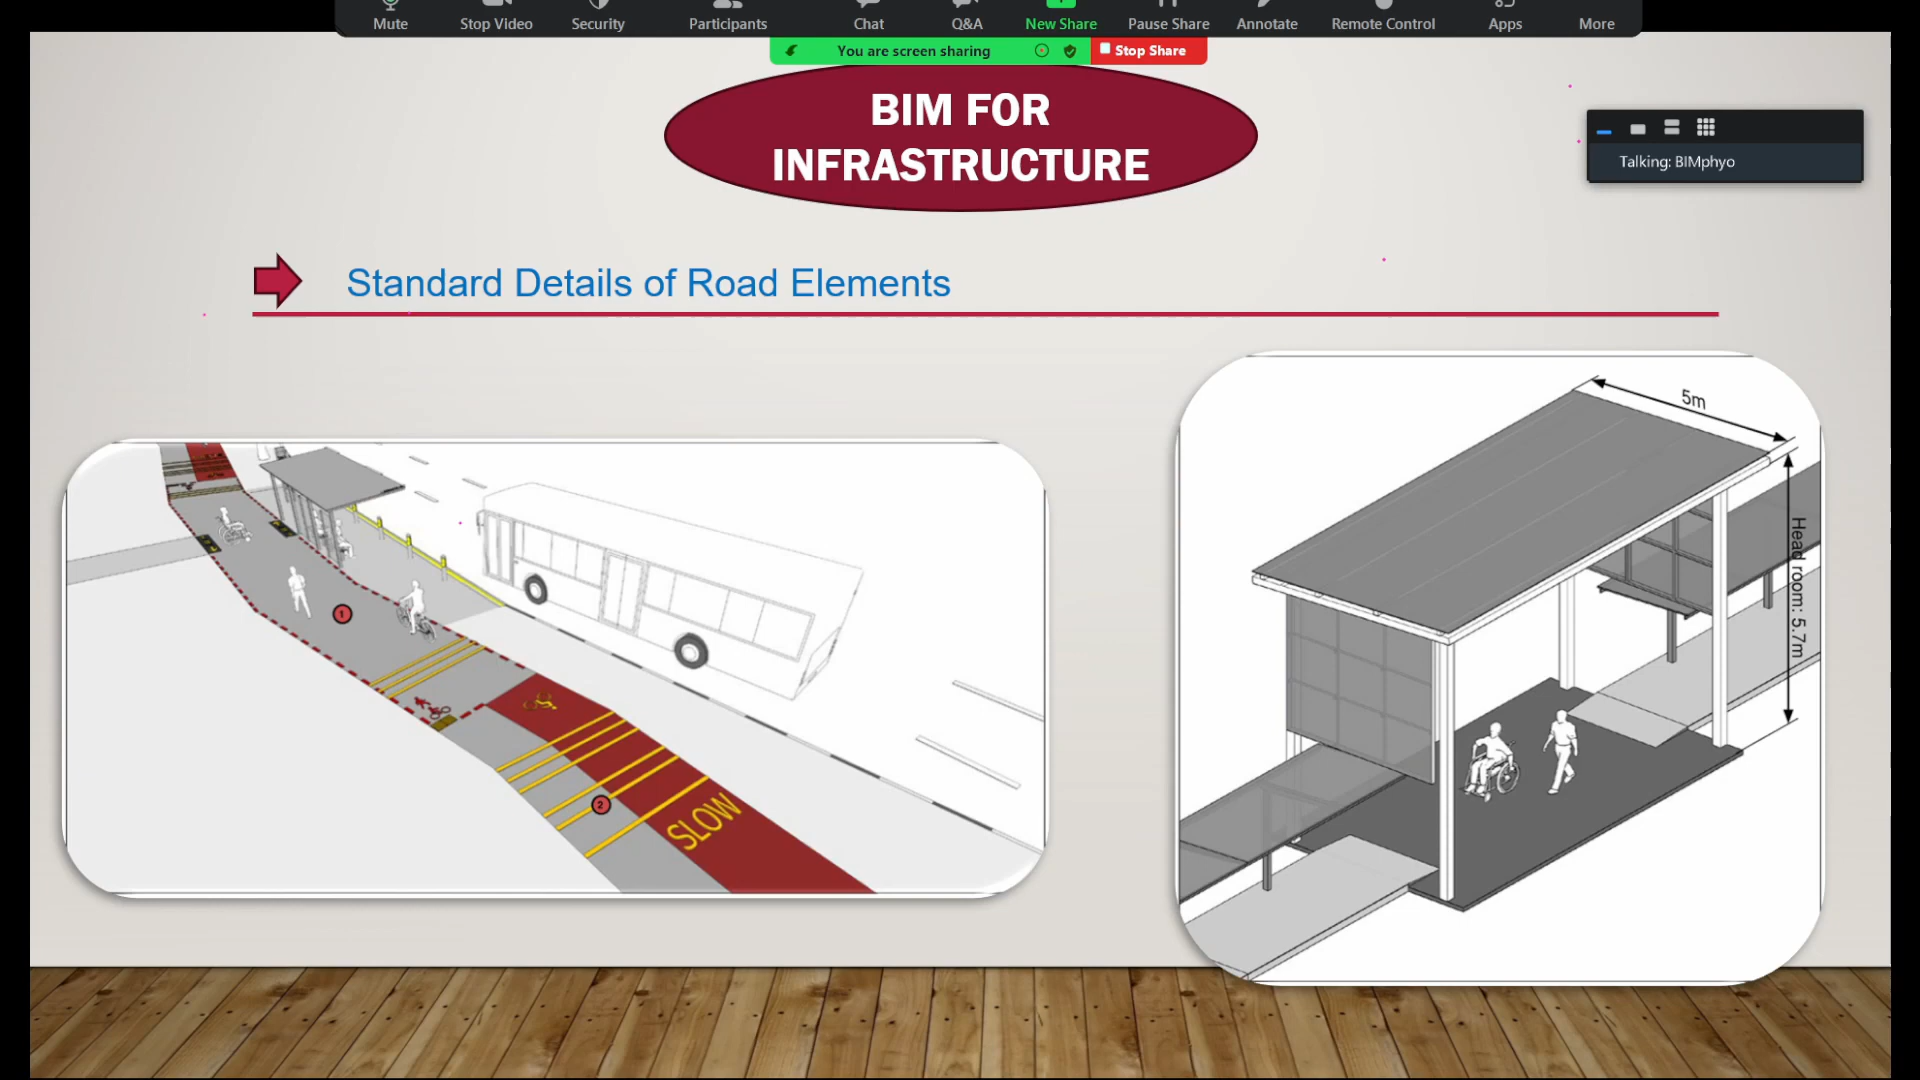 Mute
Stop Video
Security
Participants
Chat
Q&A
New Share
Pause Share
Annotate
Remote Control
Apps
More
You are screen sharing
Stop Share
BIM FOR
INFRASTRUCTURE
Talking: BIMphyo
Standard Details of Road Elements
1
2
SLOW
5m
Head room: 5.7m